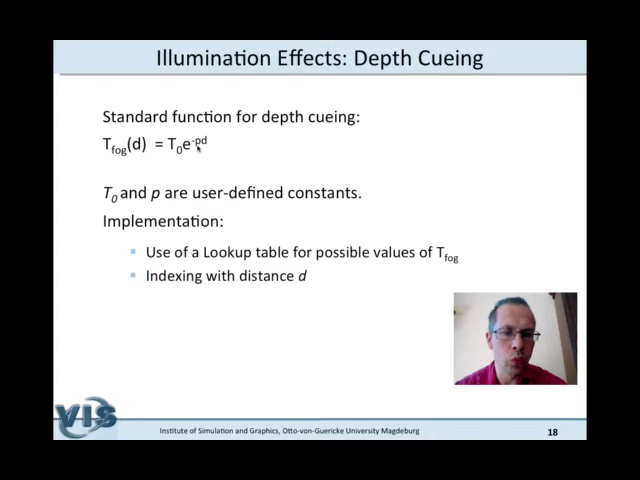 Illumination Effects: Depth Cueing
Standard function for depth cueing:
T_fog(d) = T_0e^-pd
T_0 and p are user-defined constants.
Implementation:
Use of a Lookup table for possible values of T_fog
Indexing with distance d
VIS
Institute of Simulation and Graphics, Otto-von-Guericke University Magdeburg
18